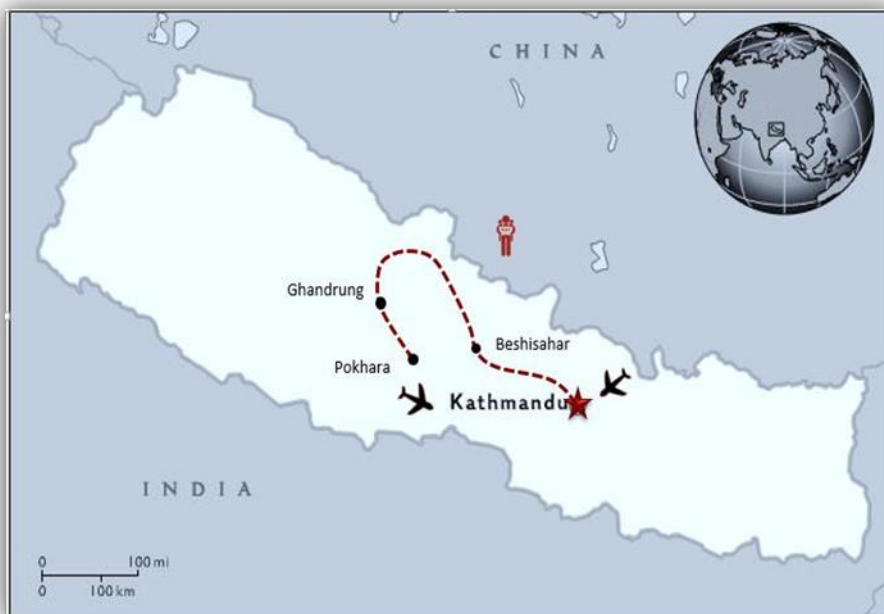 CHINA
Ghandrung
Beshisahar
Pokhara
Kathmandu
INDIA
0 100 mi
0 100 km